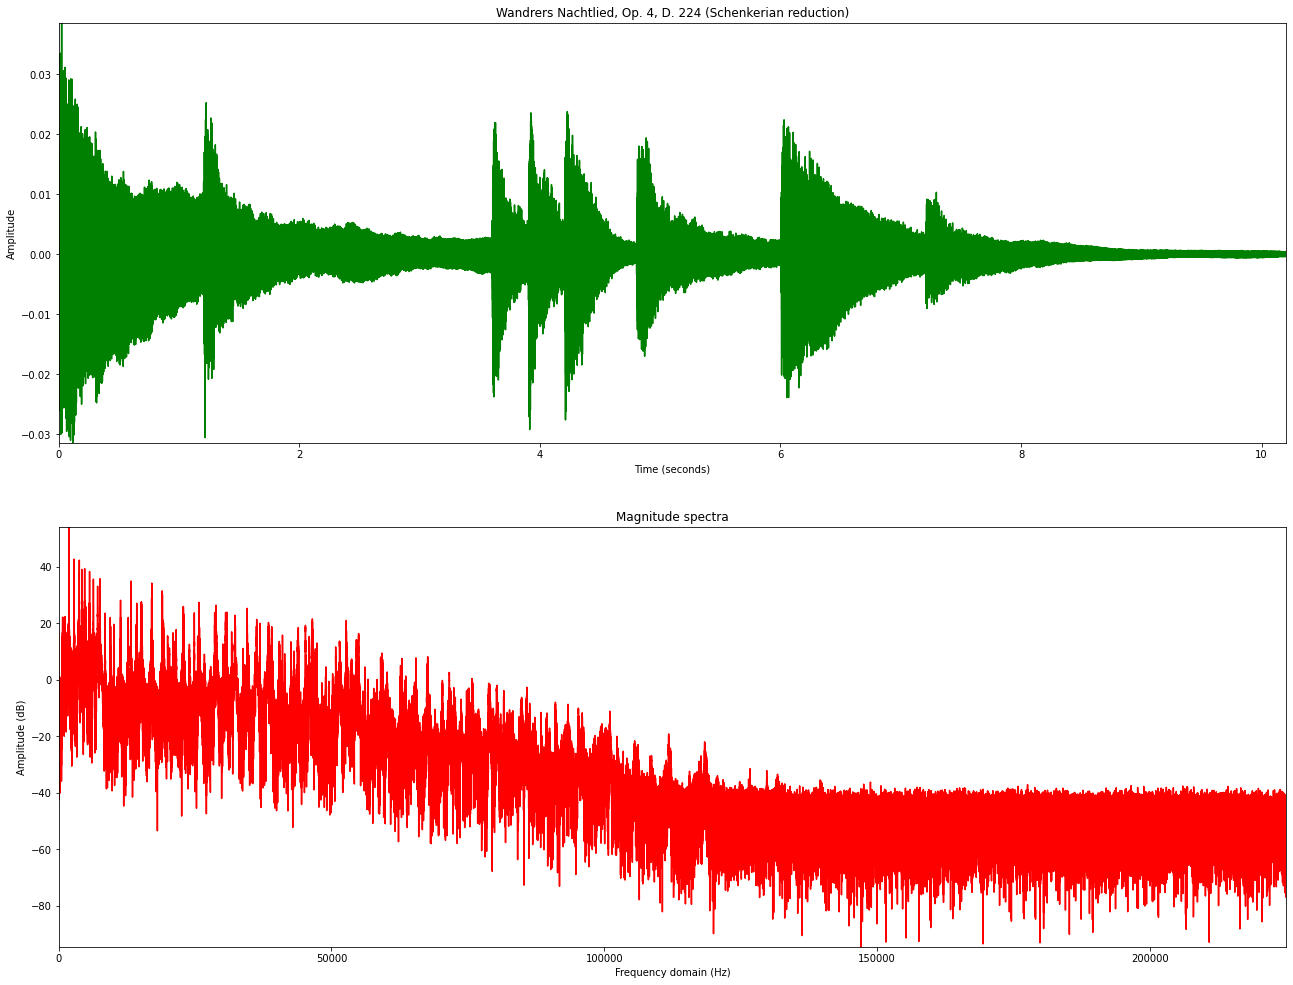 Wandrers Nachtlied, Op. 4, D. 224 (Schenkerian reduction)
0.03
0.02
0.01
0.00
−0.01
−0.02
−0.03
Amplitude
0 2 4 6 8 10
Time (seconds)
Magnitude spectra
40
20
0
−20
−40
−60
−80
Amplitude (dB)
0 50000 100000 150000 200000
Frequency domain (Hz)